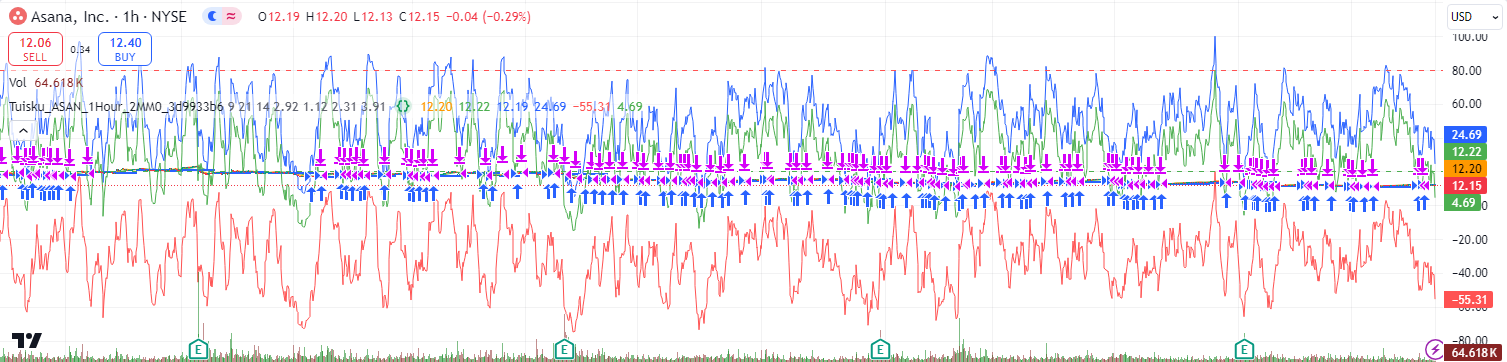 Asana, Inc. · 1h · NYSE O12.19 H12.20 L12.13 C12.15 −0.04 (−0.29%)
USD
12.06 SELL
0.34
12.40 BUY
Vol 64.618K
Tuisku_ASAN_1Hour_2MM0_3d9933b6 9 21 14 2.92 1.12 2.31 3.91 12.20 12.22 12.19 24.69 −55.31 4.69
100.00
80.00
60.00
24.69
12.22
12.20
12.15
4.69
−20.00
−40.00
−55.31
64.618K
E E E E